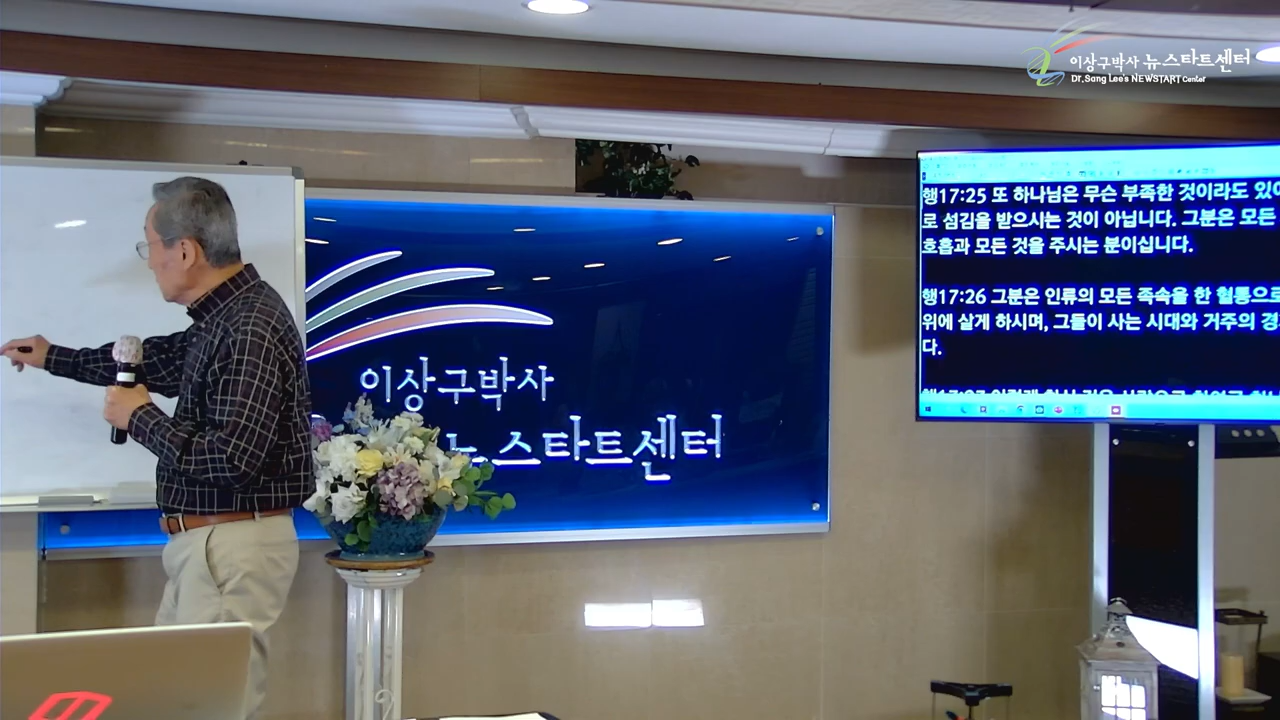 이상구박사 뉴스타트센터
Dr. Sang Lee's NEWSTART Center
행17:25 또 하나님은 무슨 부족한 것이라도
로 섬김을 받으시는 것이 아닙니다. 그분은 모든
호흡과 모든 것을 주시는 분이십니다.
행17:26 그분은 인류의 모든 족속을 한 혈통으로
위에 살게 하시며, 그들이 사는 시대와 거주의
다.
이상구박사
뉴스타트센터